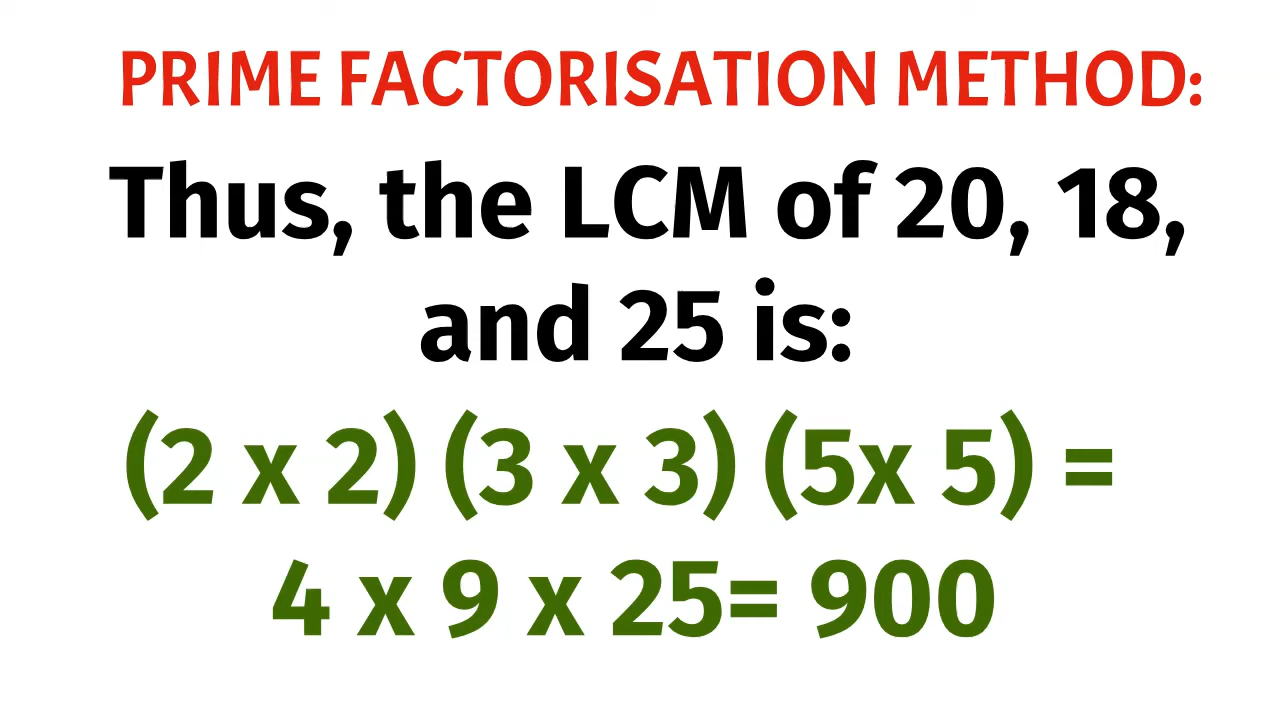 PRIME FACTORISATION METHOD:
Thus, the LCM of 20, 18,
and 25 is:
(2 x 2) (3 x 3) (5x 5) =
4 x 9 x 25= 900